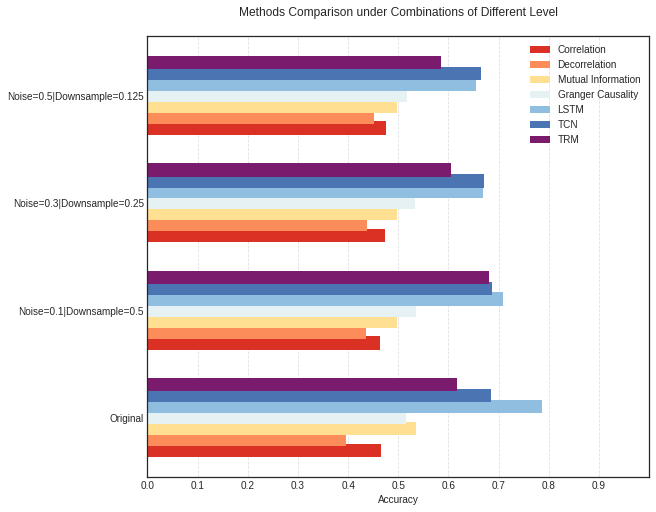 Methods Comparison under Combinations of Different Level
Correlation
Decorrelation
Mutual Information
Granger Causality
LSTM
TCN
TRM
Noise=0.5|Downsample=0.125
Noise=0.3|Downsample=0.25
Noise=0.1|Downsample=0.5
Original
0.0 0.1 0.2 0.3 0.4 0.5 0.6 0.7 0.8 0.9
Accuracy